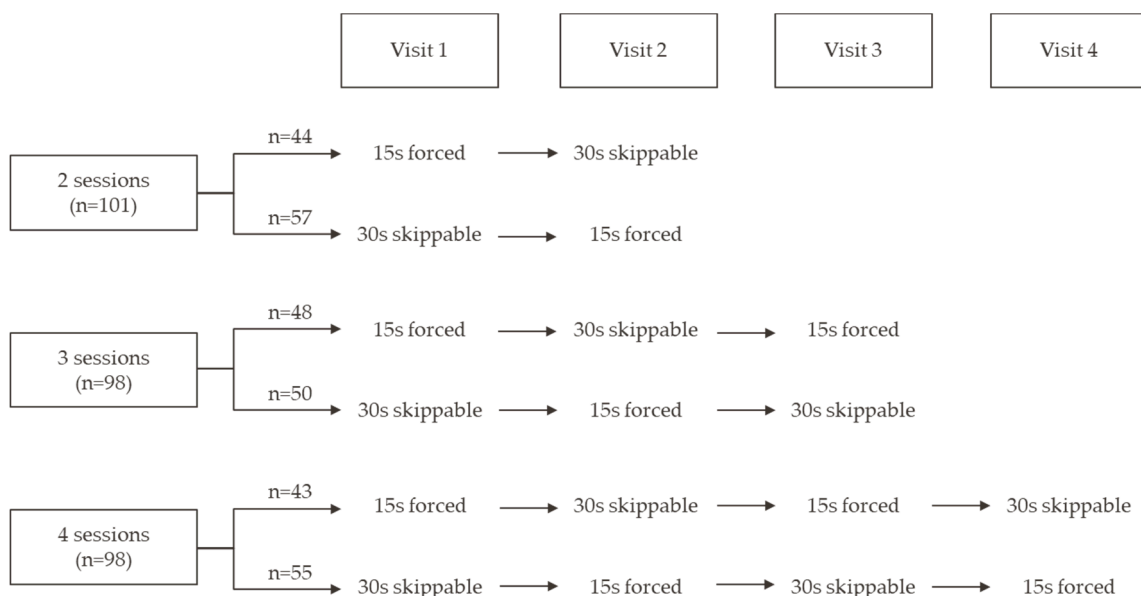 Visit 1 Visit 2 Visit 3 Visit 4
n=44
15s forced 30s skippable
2 sessions
(n=101)
n=57
30s skippable 15s forced
n=48
15s forced 30s skippable 15s forced
3 sessions
(n=98)
n=50
30s skippable 15s forced 30s skippable
n=43
15s forced 30s skippable 15s forced 30s skippable
4 sessions
(n=98)
n=55
30s skippable 15s forced 30s skippable 15s forced